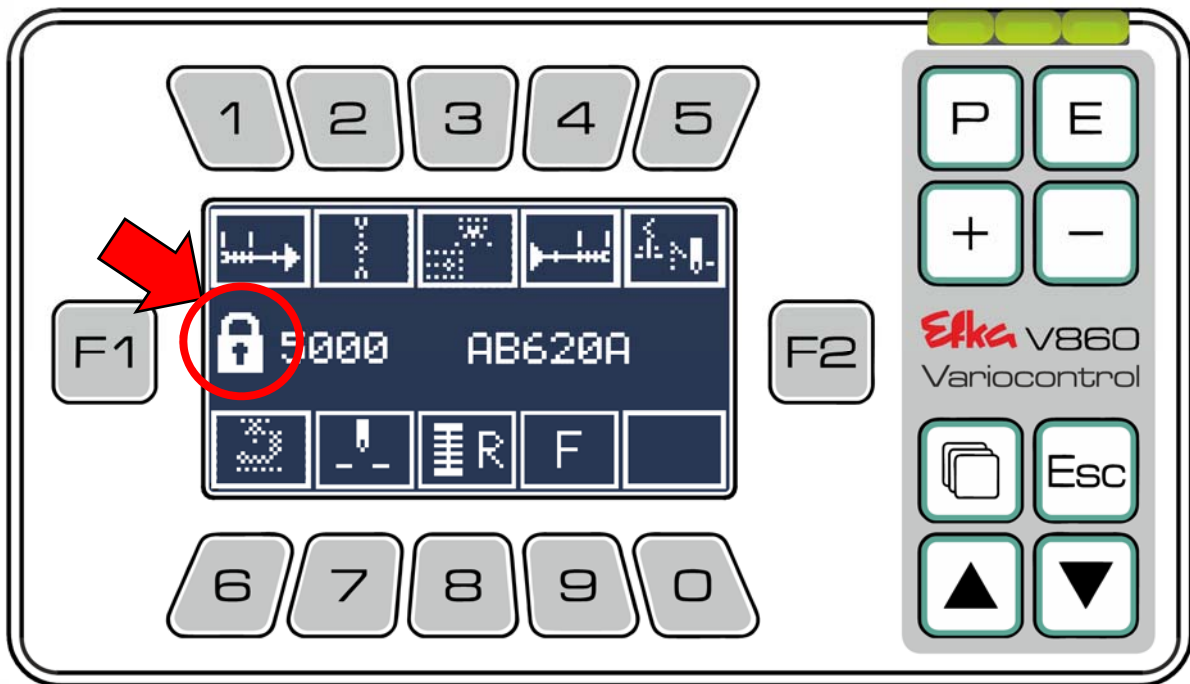 1 2 3 4 5
P E
+ −
F1
5000 AB620A
F2
Efka V860
Variocontrol
R F
Esc
6 7 8 9 0